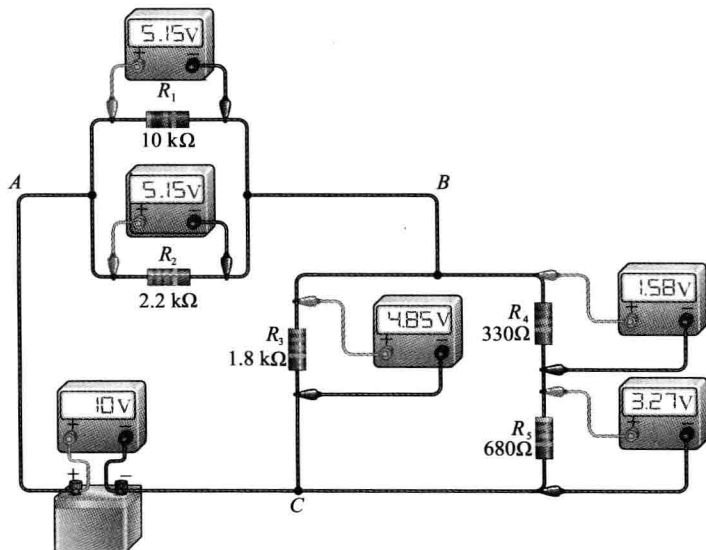 5.15V
+ −
R₁
10 kΩ
A
5.15V
+ −
B
R₂
2.2 kΩ
R₃
1.8 kΩ
4.85V
+ −
R₄
330Ω
1.58V
+ −
10V
+ −
R₅
680Ω
3.27V
+ −
+ −
C